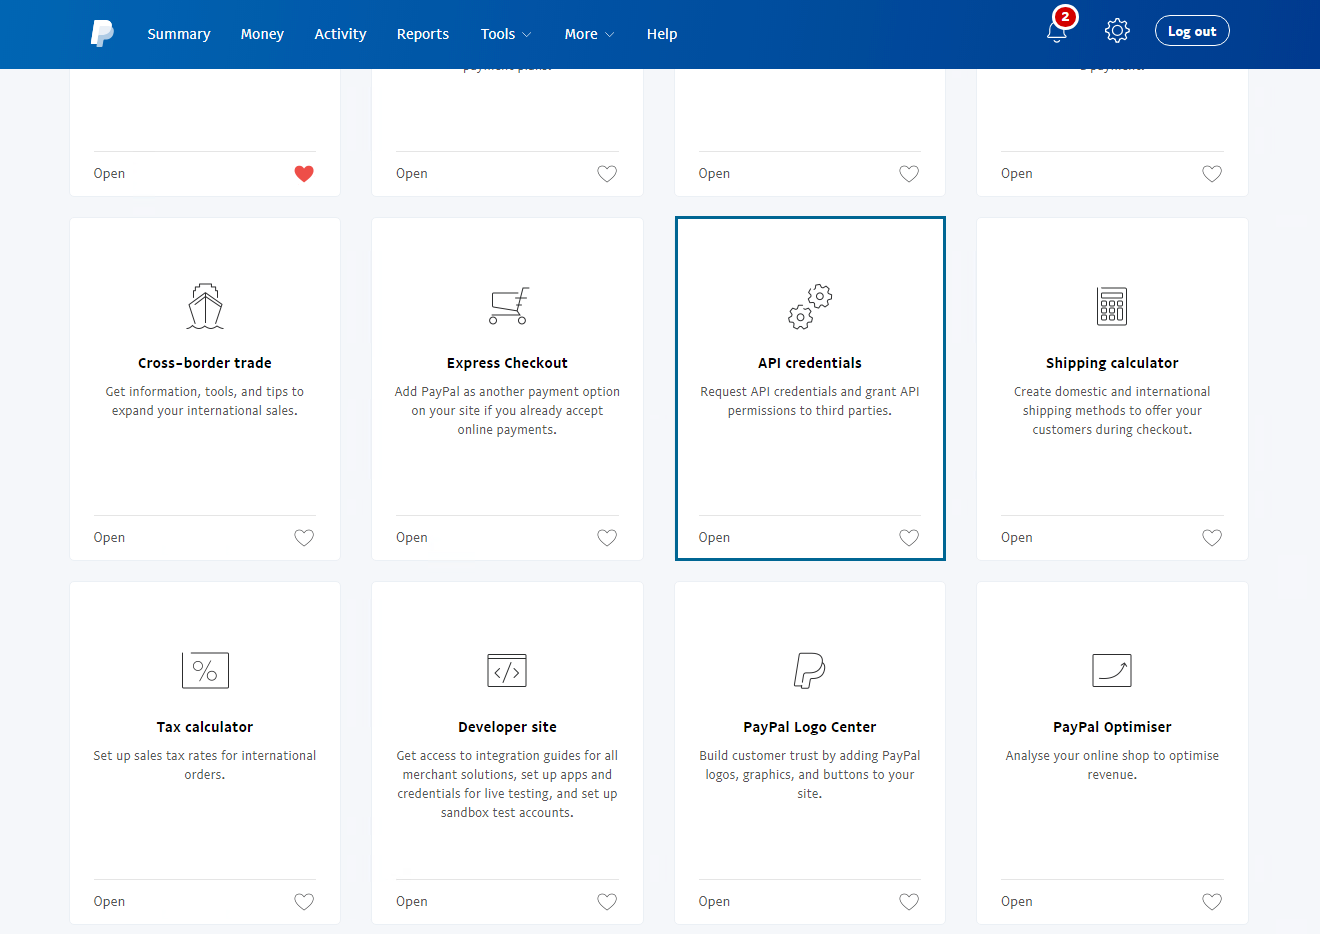 Summary Money Activity Reports Tools More Help 2 Log out
Open Open Open Open
Cross-border trade
Get information, tools, and tips to
expand your international sales.
Express Checkout
Add PayPal as another payment option
on your site if you already accept
online payments.
API credentials
Request API credentials and grant API
permissions to third parties.
Shipping calculator
Create domestic and international
shipping methods to offer your
customers during checkout.
Open Open Open Open
Tax calculator
Set up sales tax rates for international
orders.
Developer site
Get access to integration guides for all
merchant solutions, set up apps and
credentials for live testing, and set up
sandbox test accounts.
PayPal Logo Center
Build customer trust by adding PayPal
logos, graphics, and buttons to your
site.
PayPal Optimiser
Analyse your online shop to optimise
revenue.
Open Open Open Open